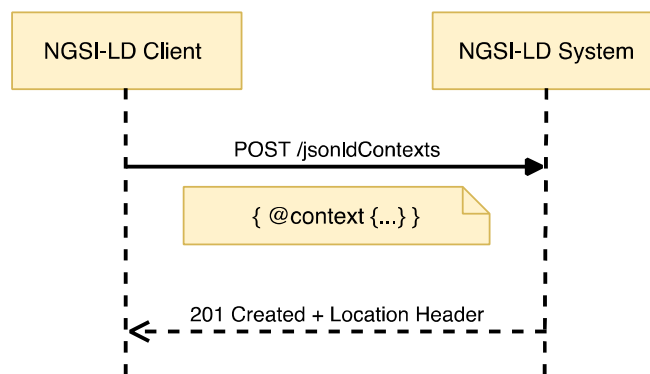 NGSI-LD Client
NGSI-LD System
POST /jsonldContexts
{ @context {...} }
201 Created + Location Header